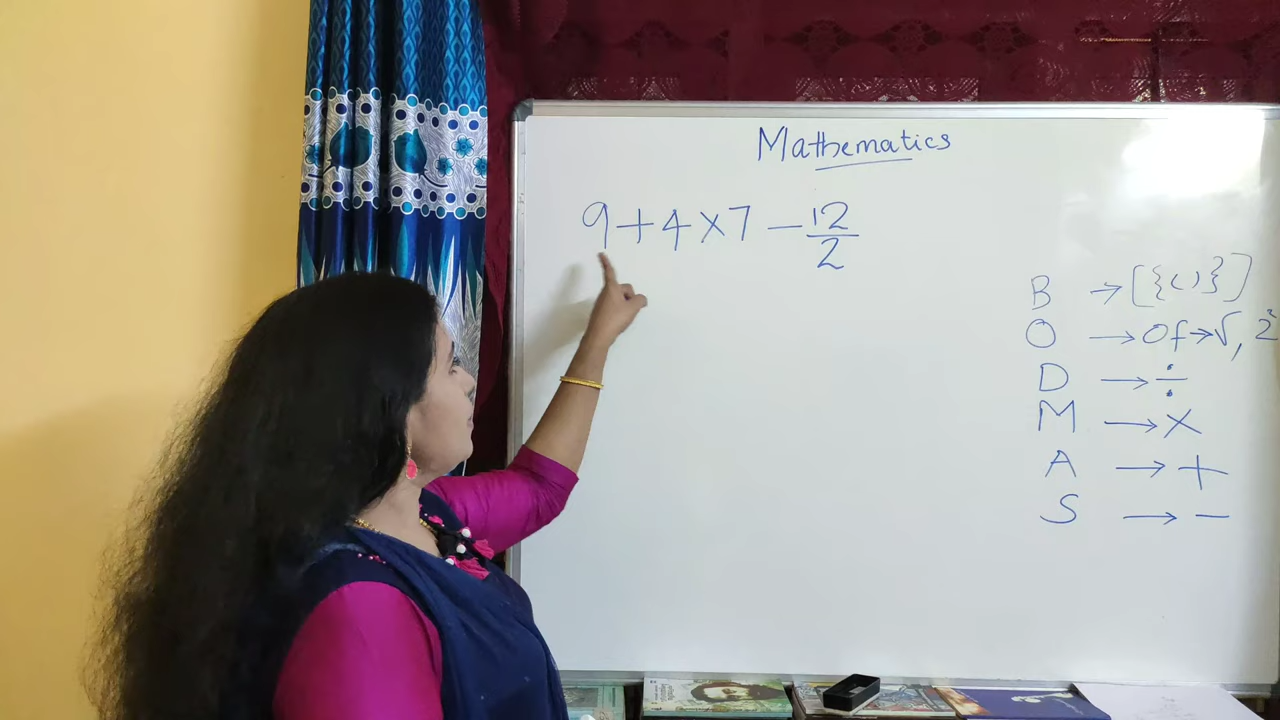 Mathematics
9 + 4 × 7 − 12/2
B → [{()}]
O → Of → √, 2²
D → ÷
M → ×
A → +
S → −